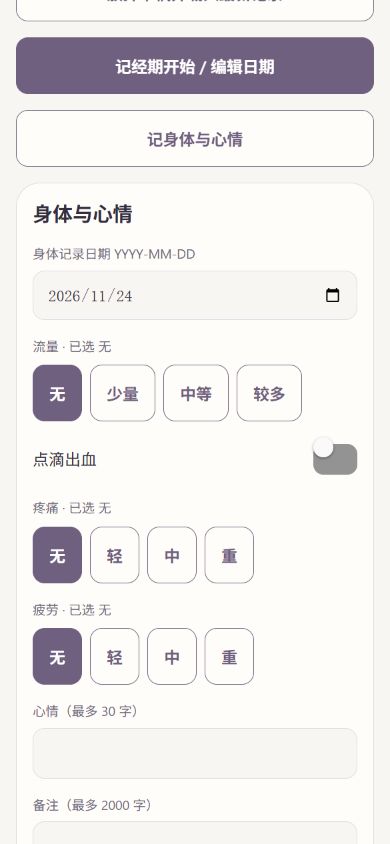 记经期开始 / 编辑日期
记身体与心情
身体与心情
身体记录日期 YYYY-MM-DD
2026/11/24
流量 · 已选 无
无 少量 中等 较多
点滴出血
疼痛 · 已选 无
无 轻 中 重
疲劳 · 已选 无
无 轻 中 重
心情（最多 30 字）
备注（最多 2000 字）